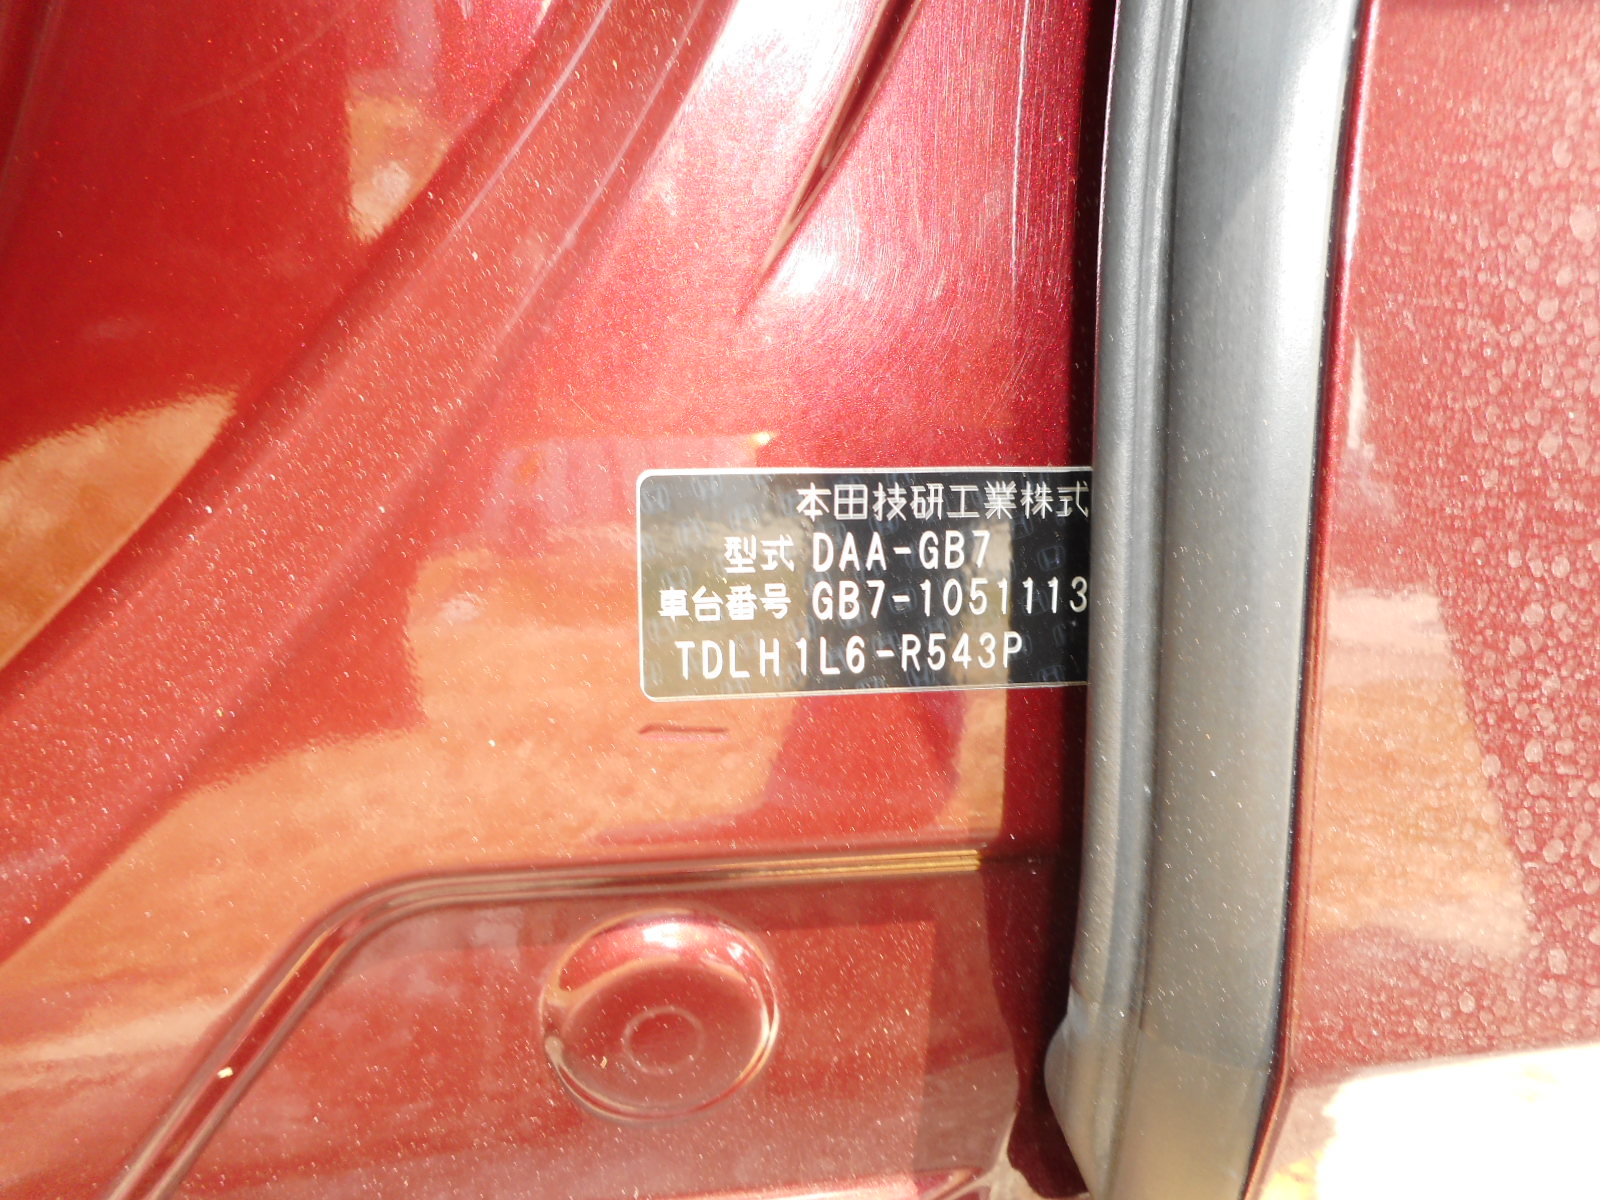 本田技研工業株式
型式 DAA-GB7
車台番号 GB7-1051113
TDLH1L6-R543P